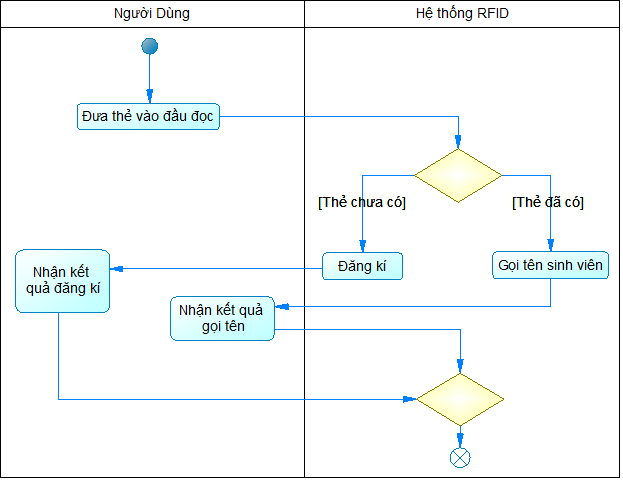 Người Dùng
Hệ thống RFID
Đưa thẻ vào đầu đọc
[Thẻ chưa có]
[Thẻ đã có]
Đăng kí
Gọi tên sinh viên
Nhận kết
quả đăng kí
Nhận kết quả
gọi tên